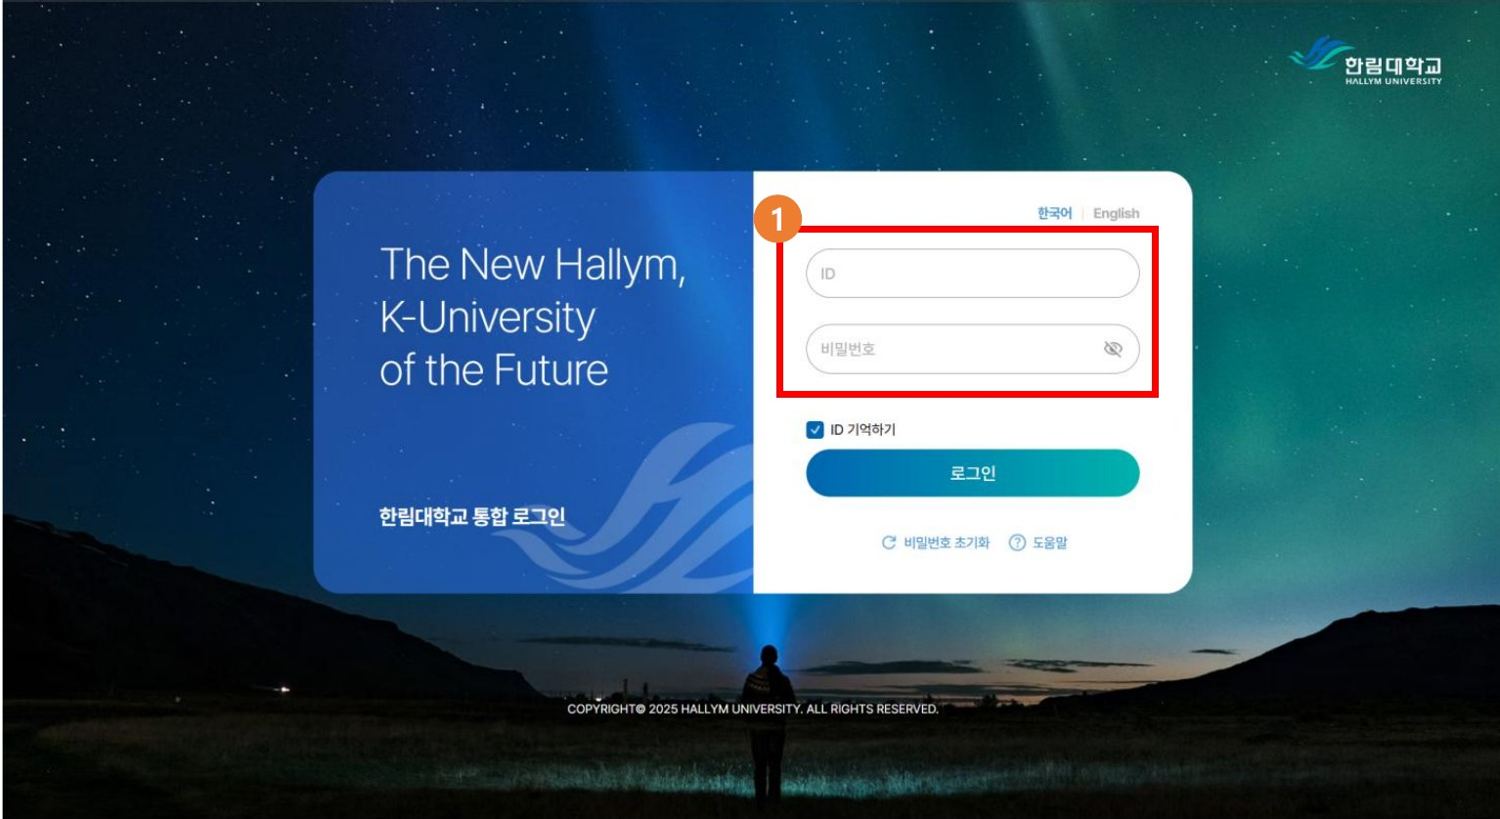 한림대학교
HALLYM UNIVERSITY
한국어 | English
1
The New Hallym,
K-University
of the Future
ID
비밀번호
ID 기억하기
로그인
한림대학교 통합 로그인
비밀번호 초기화 ? 도움말
COPYRIGHT© 2025 HALLYM UNIVERSITY. ALL RIGHTS RESERVED.